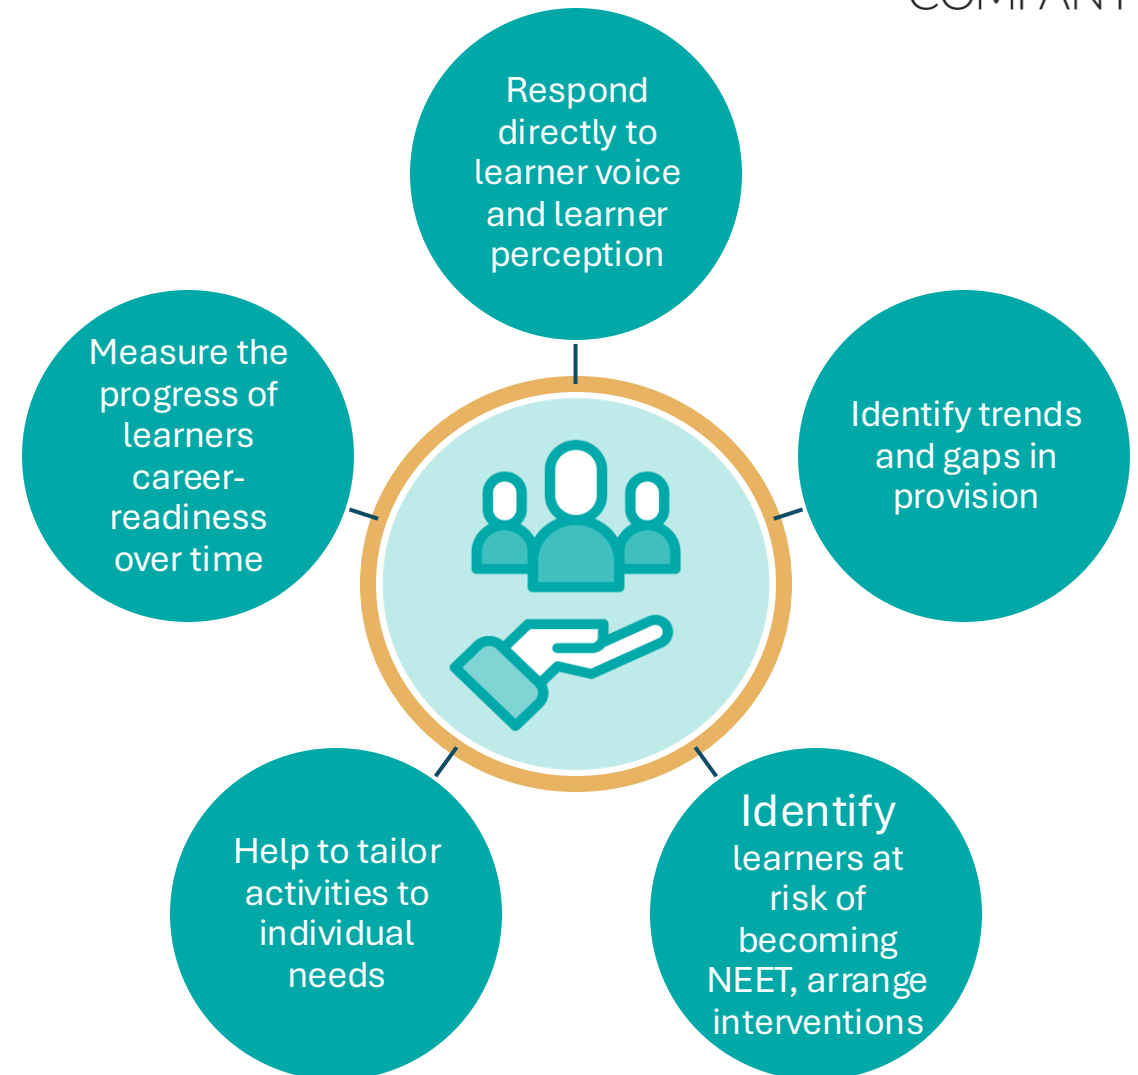 COMPANY
Respond
directly to
learner voice
and learner
perception
Measure the
progress of
learners
career-
readiness
over time
Identify trends
and gaps in
provision
Help to tailor
activities to
individual
needs
Identify
learners at
risk of
becoming
NEET, arrange
interventions